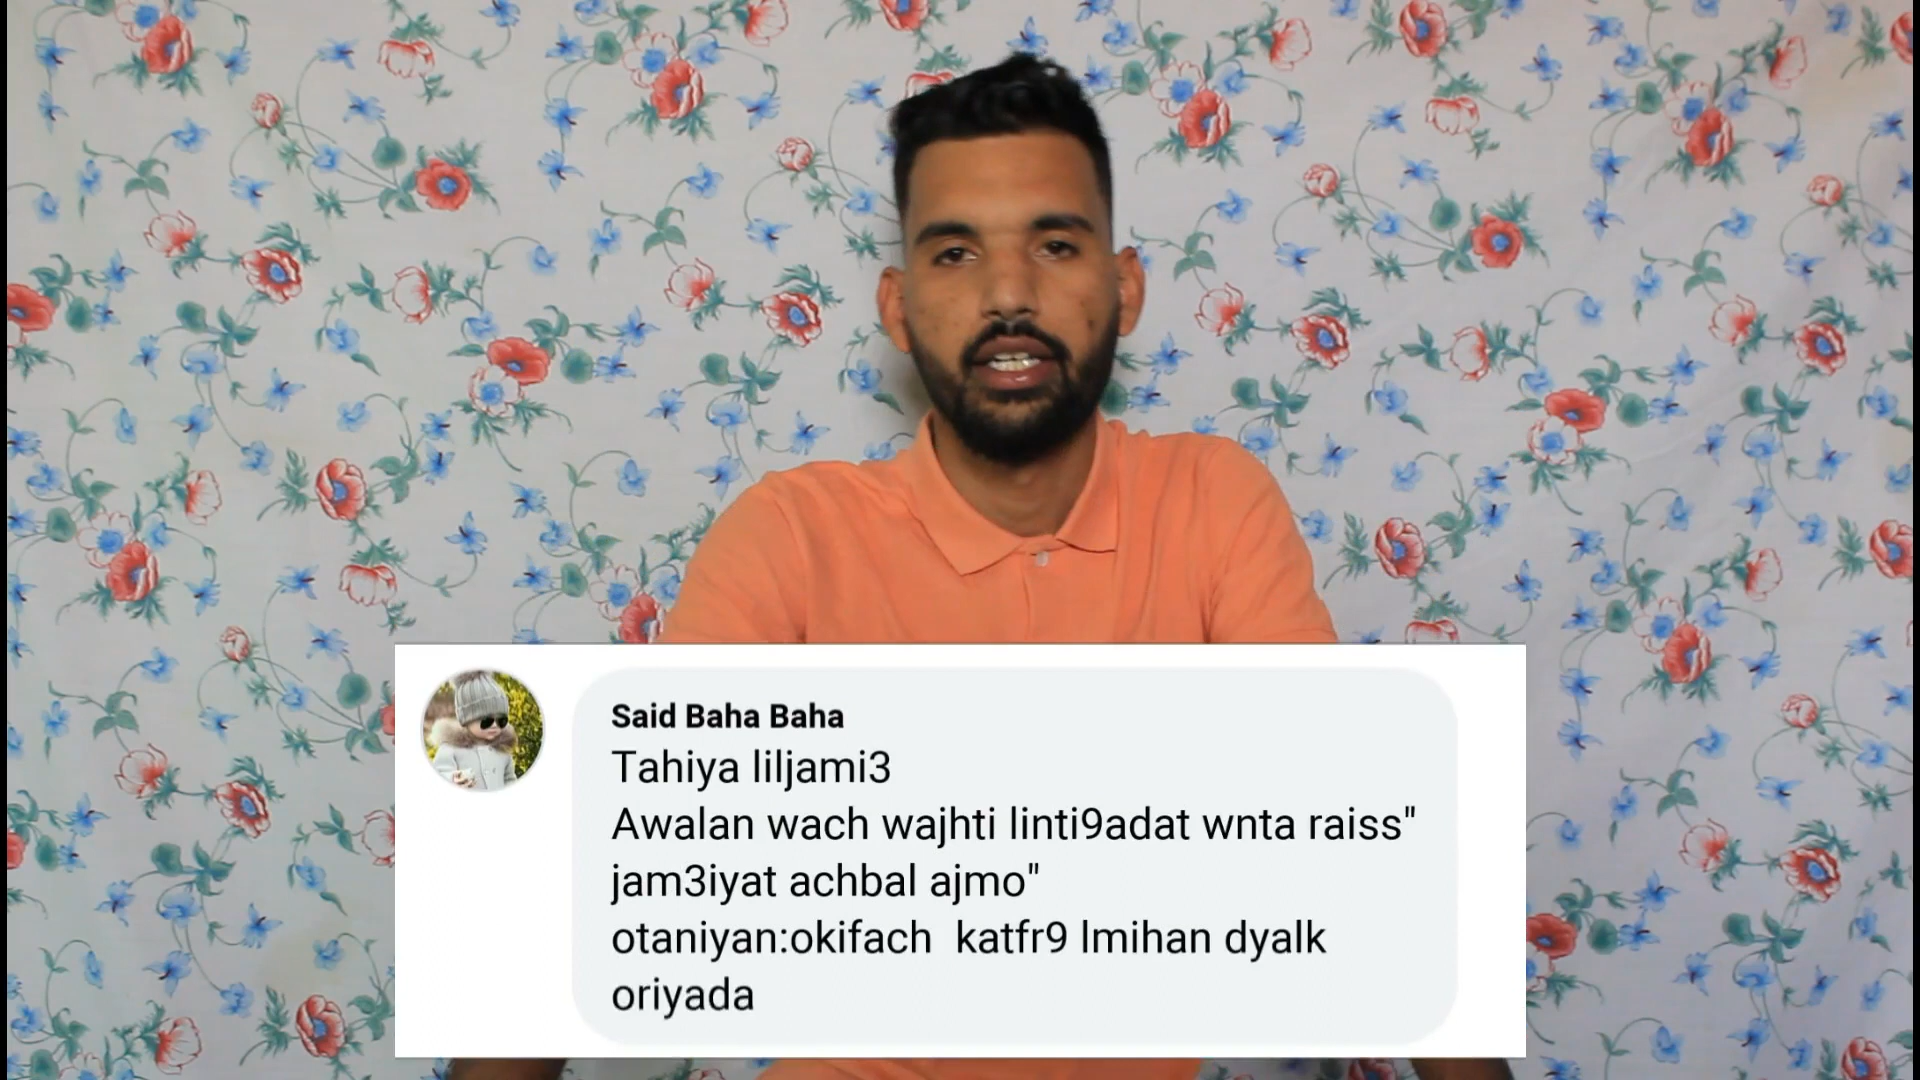 Said Baha Baha
Tahiya liljami3
Awalan wach wajhti linti9adat wnta raiss"
jam3iyat achbal ajmo"
otaniyan:okifach  katfr9 lmihan dyalk
oriyada